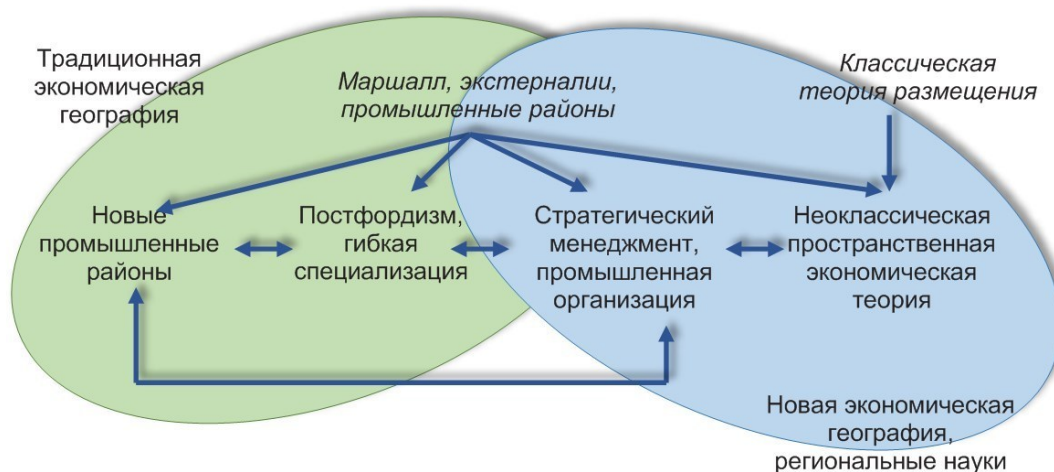 Традиционная
экономическая
география
Маршалл, экстерналии,
промышленные районы
Классическая
теория размещения
Новые
промышленные
районы
Постфордизм,
гибкая
специализация
Стратегический
менеджмент,
промышленная
организация
Неоклассическая
пространственная
экономическая
теория
Новая экономическая
география,
региональные науки